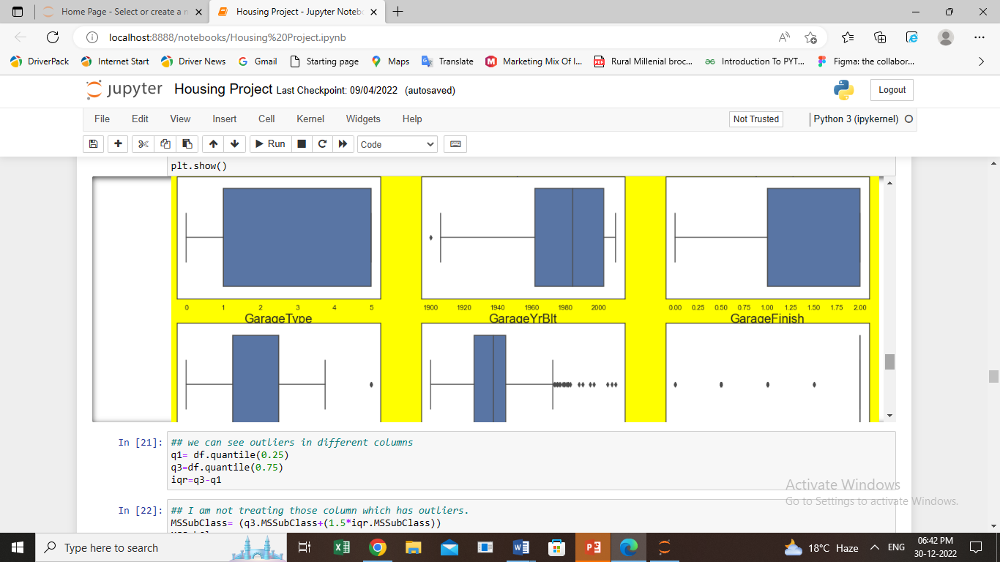 Home Page - Select or create a n
Housing Project - Jupyter Noteb
localhost:8888/notebooks/Housing%20Project.ipynb
DriverPack Internet Start Driver News Gmail Starting page Maps Translate Marketing Mix Of I... Rural Millenial broc... Introduction To PYT... Figma: the collabor...
jupyter Housing Project Last Checkpoint: 09/04/2022 (autosaved) Logout
File Edit View Insert Cell Kernel Widgets Help Not Trusted Python 3 (ipykernel)
Run Code
plt.show()
0 1 2 3 4 5 1900 1920 1940 1960 1980 2000 0.00 0.25 0.50 0.75 1.00 1.25 1.50 1.75 2.00
GarageType GarageYrBlt GarageFinish
In [21]: ## we can see outliers in different columns
q1= df.quantile(0.25)
q3=df.quantile(0.75)
iqr=q3-q1
Activate Windows
Go to Settings to activate Windows.
In [22]: ## I am not treating those column which has outliers.
MSSubClass= (q3.MSSubClass+(1.5*iqr.MSSubClass))
Type here to search
18°C Haze ENG 06:42 PM
30-12-2022